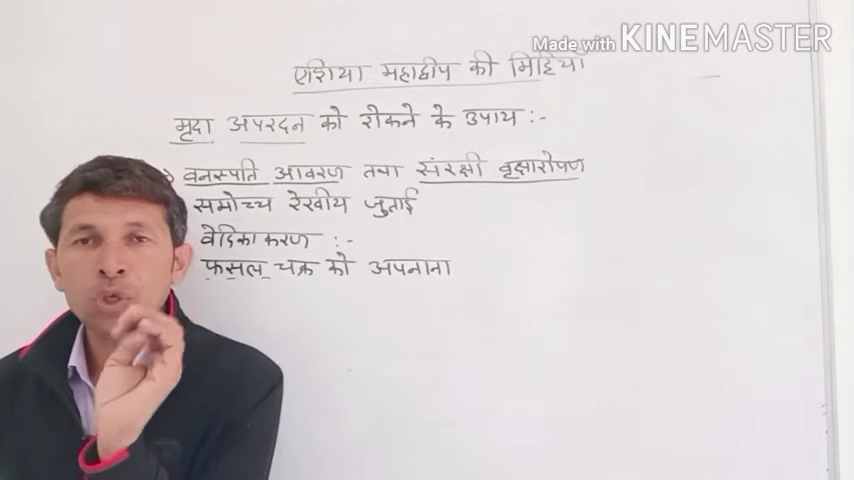 Made with KINEMASTER
एशिया महाद्वीप की मिट्टियाँ
मृदा अपरदन को रोकने के उपाय :-
वनस्पति आवरण तथा संरक्षी वृक्षारोपण
समोच्च रेखीय जुताई
वेदिकाकरण :-
फसल चक्र को अपनाना